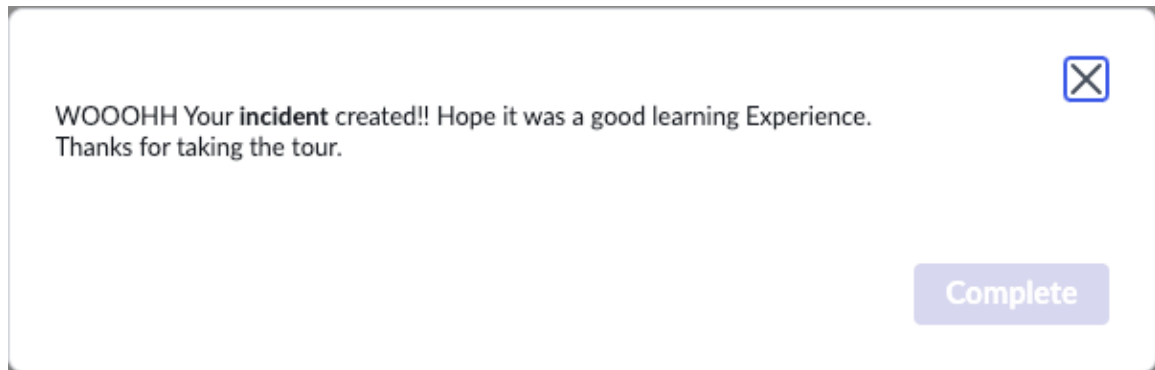 WOOOHH Your incident created!! Hope it was a good learning Experience.
Thanks for taking the tour.
Complete